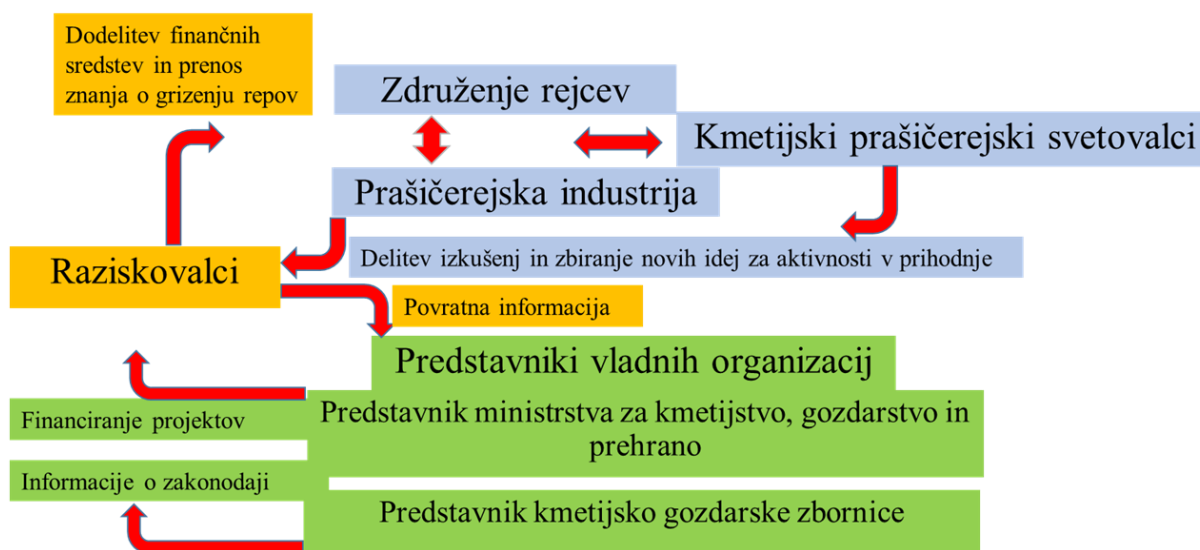 Dodelitev finančnih
sredstev in prenos
znanja o grizenju repov
Združenje rejcev
Kmetijski prašičerejski svetovalci
Prašičerejska industrija
Delitev izkušenj in zbiranje novih idej za aktivnosti v prihodnje
Raziskovalci
Povratna informacija
Predstavniki vladnih organizacij
Financiranje projektov
Predstavnik ministrstva za kmetijstvo, gozdarstvo in
prehrano
Informacije o zakonodaji
Predstavnik kmetijsko gozdarske zbornice